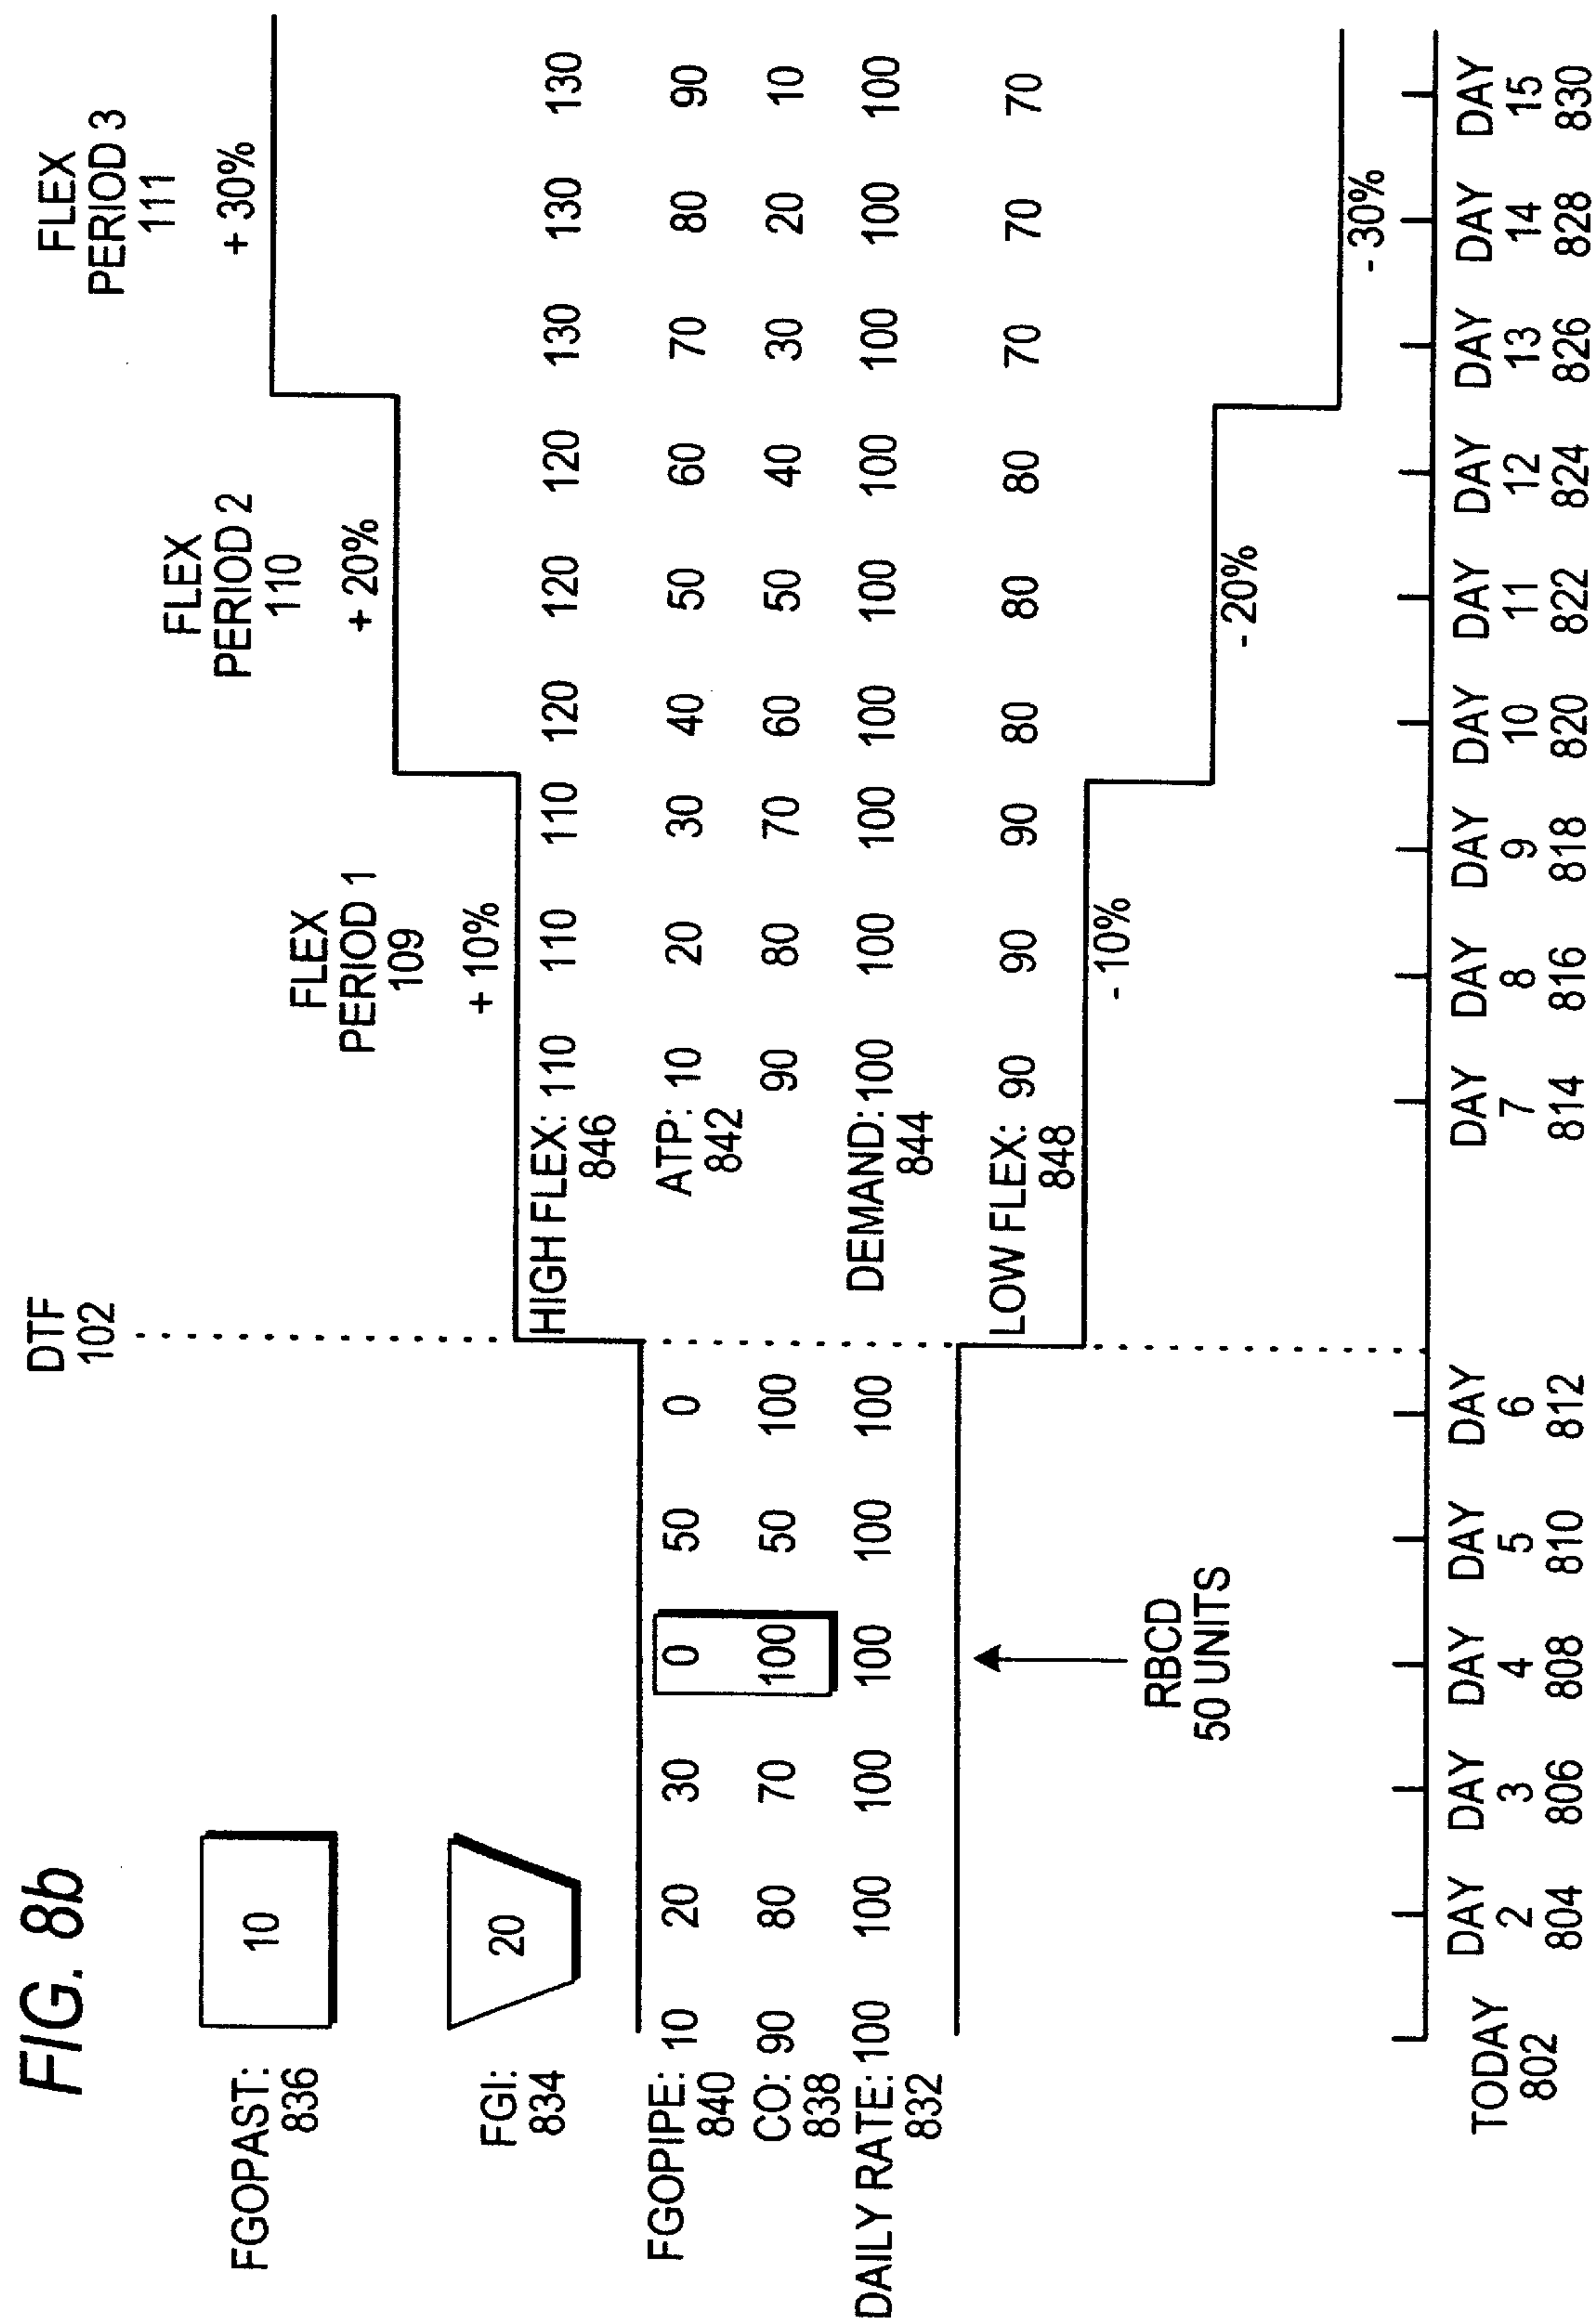 FIG. 8b
DTF
102
FLEX
PERIOD 1
109
+ 10%
FLEX
PERIOD 2
110
+ 20%
FLEX
PERIOD 3
111
+ 30%
FGOPAST:
836
10
FGI:
834
20
HIGH FLEX: 110 110 110 120 120 120 130 130 130
846
FGOPIPE: 10 20 30 0 50 0
840
ATP: 10 20 30 40 50 60 70 80 90
842
CO: 90 80 70 100 50 100 90 80 70 60 50 40 30 20 10
838
DAILY RATE: 100 100 100 100 100 100
832
DEMAND: 100 100 100 100 100 100 100 100 100
844
LOW FLEX: 90 90 90 80 80 80 70 70 70
848
- 10%
- 20%
- 30%
RBCD
50 UNITS
TODAY
802
DAY
2
804
DAY
3
806
DAY
4
808
DAY
5
810
DAY
6
812
DAY
7
814
DAY
8
816
DAY
9
818
DAY
10
820
DAY
11
822
DAY
12
824
DAY
13
826
DAY
14
828
DAY
15
830